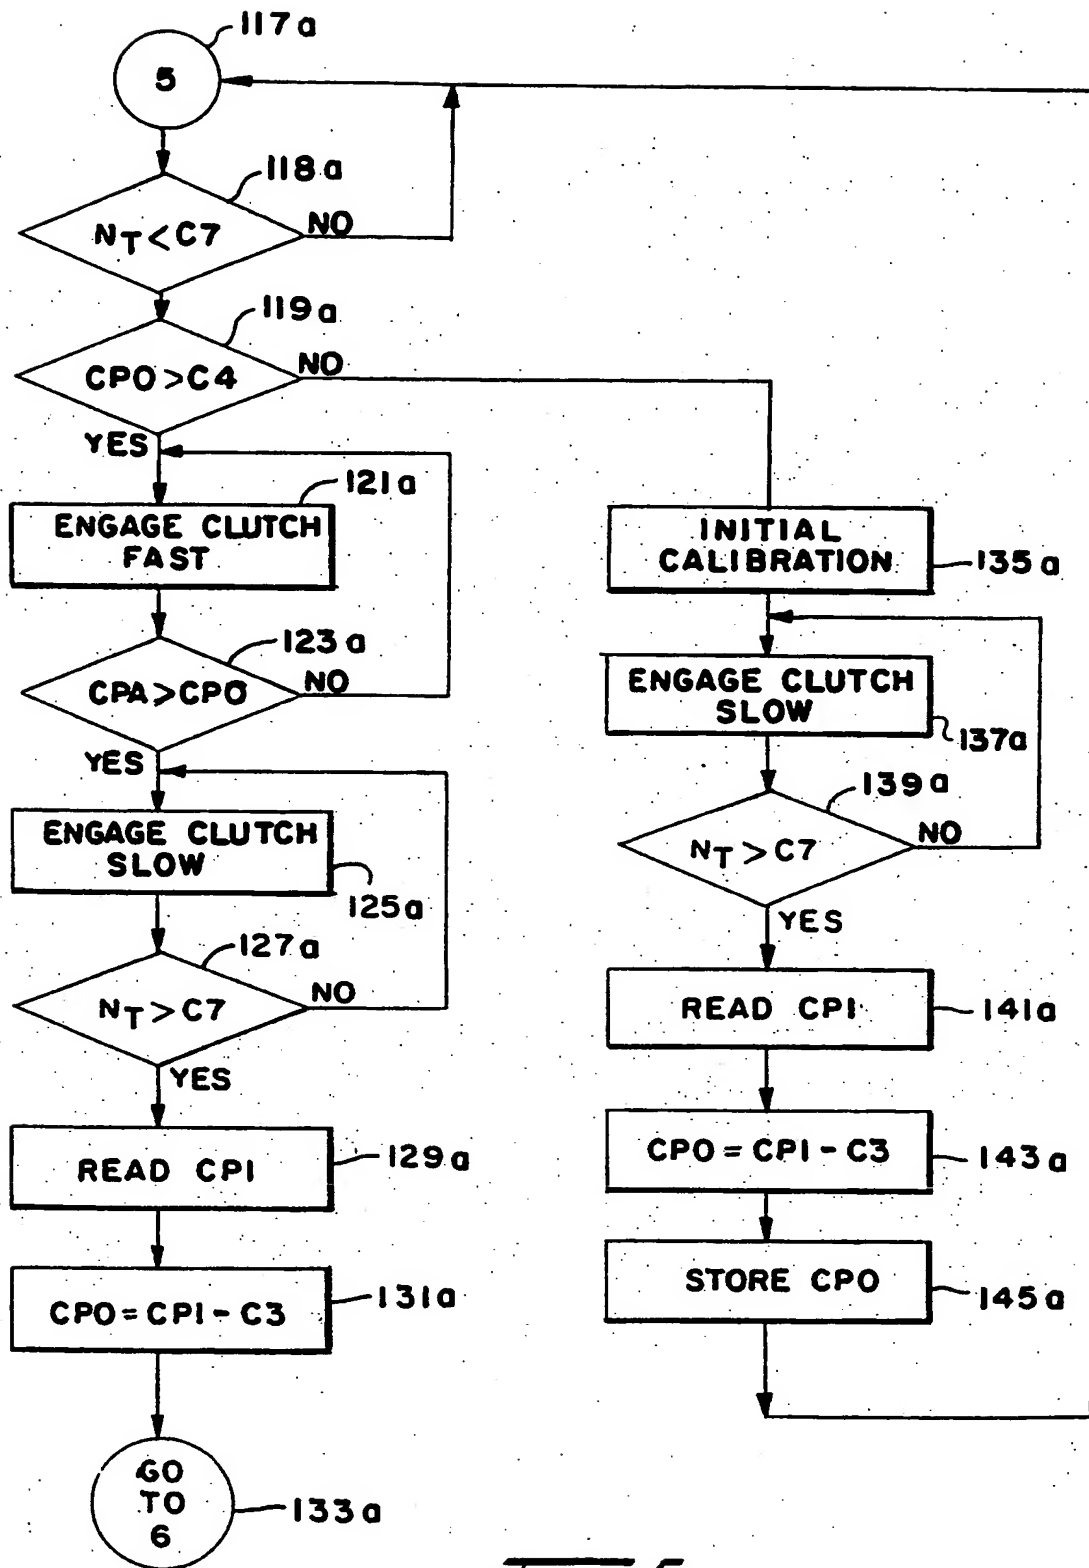 117a
5
118a
NT<C7
NO
119a
CPO>C4
NO
YES
121a
ENGAGE CLUTCH
FAST
INITIAL
CALIBRATION
135a
123a
CPA>CPO
NO
YES
ENGAGE CLUTCH
SLOW
137a
139a
NT>C7
NO
YES
ENGAGE CLUTCH
SLOW
125a
127a
NT>C7
NO
YES
READ CPI
141a
READ CPI
129a
CPO=CPI-C3
143a
CPO=CPI-C3
131a
STORE CPO
145a
GO
TO
6
133a